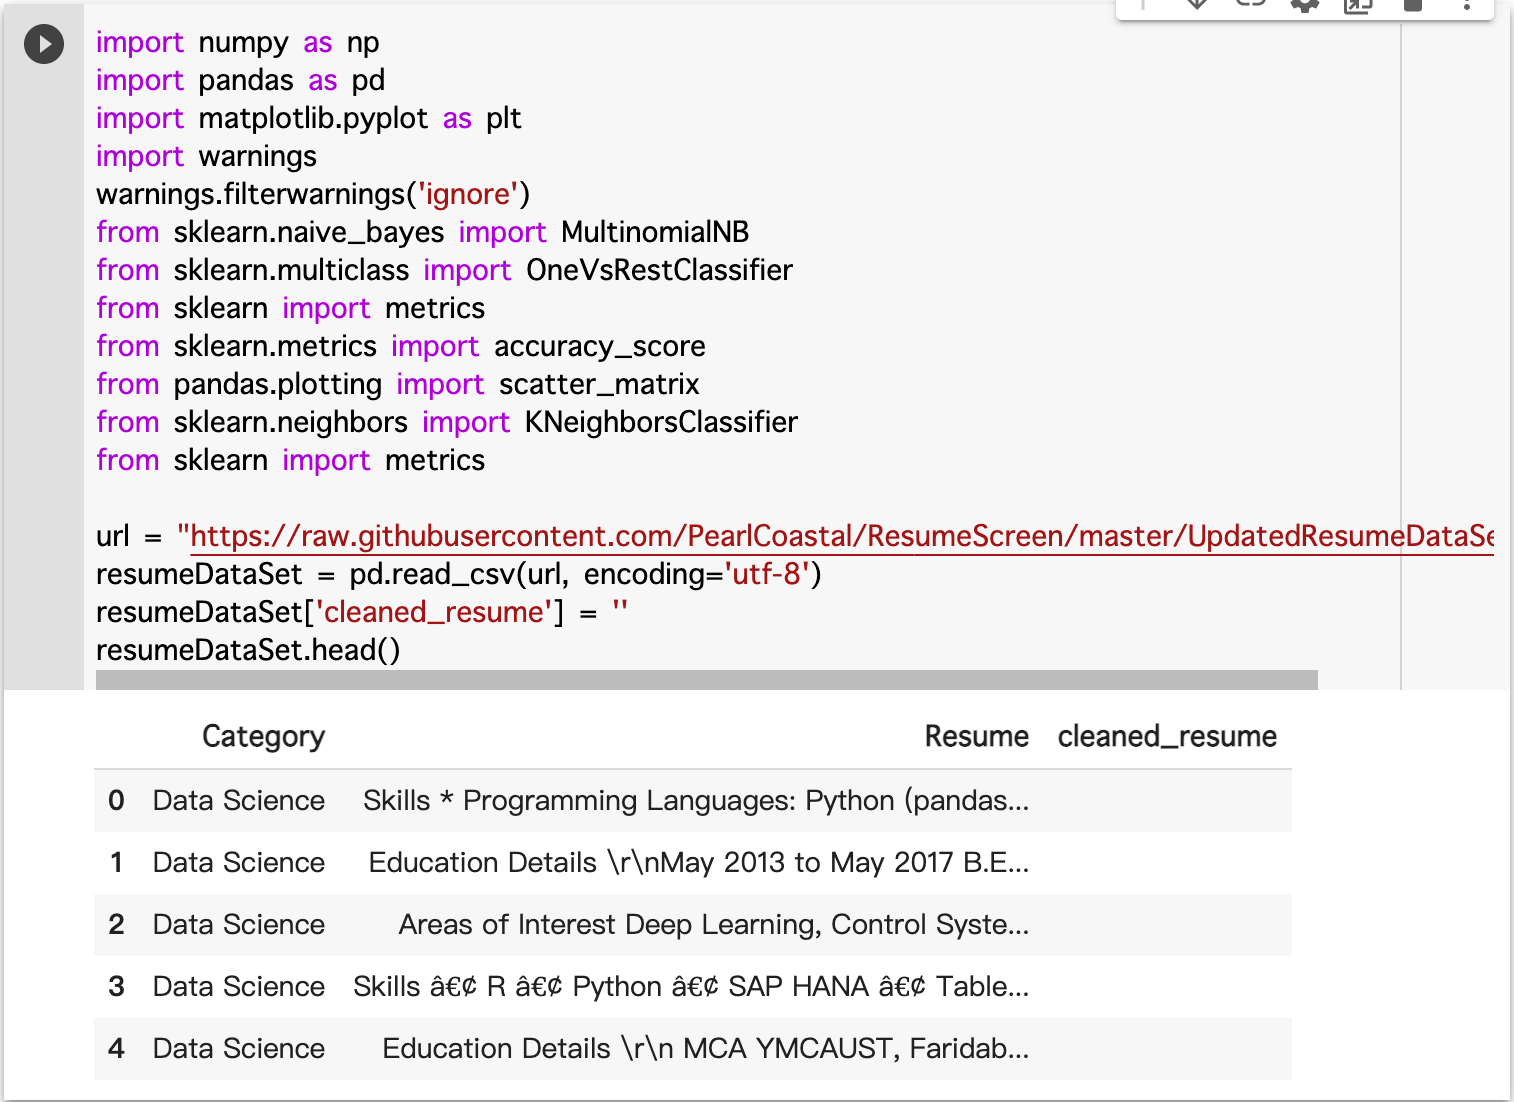 import numpy as np
import pandas as pd
import matplotlib.pyplot as plt
import warnings
warnings.filterwarnings('ignore')
from sklearn.naive_bayes import MultinomialNB
from sklearn.multiclass import OneVsRestClassifier
from sklearn import metrics
from sklearn.metrics import accuracy_score
from pandas.plotting import scatter_matrix
from sklearn.neighbors import KNeighborsClassifier
from sklearn import metrics
url = "https://raw.githubusercontent.com/PearlCoastal/ResumeScreen/master/UpdatedResumeDataSe
resumeDataSet = pd.read_csv(url, encoding='utf-8')
resumeDataSet['cleaned_resume'] = ''
resumeDataSet.head()
Category Resume cleaned_resume
0 Data Science Skills * Programming Languages: Python (pandas...
1 Data Science Education Details \r\nMay 2013 to May 2017 B.E...
2 Data Science Areas of Interest Deep Learning, Control Syste...
3 Data Science Skills â€¢ R â€¢ Python â€¢ SAP HANA â€¢ Table...
4 Data Science Education Details \r\n MCA YMCAUST, Faridab...